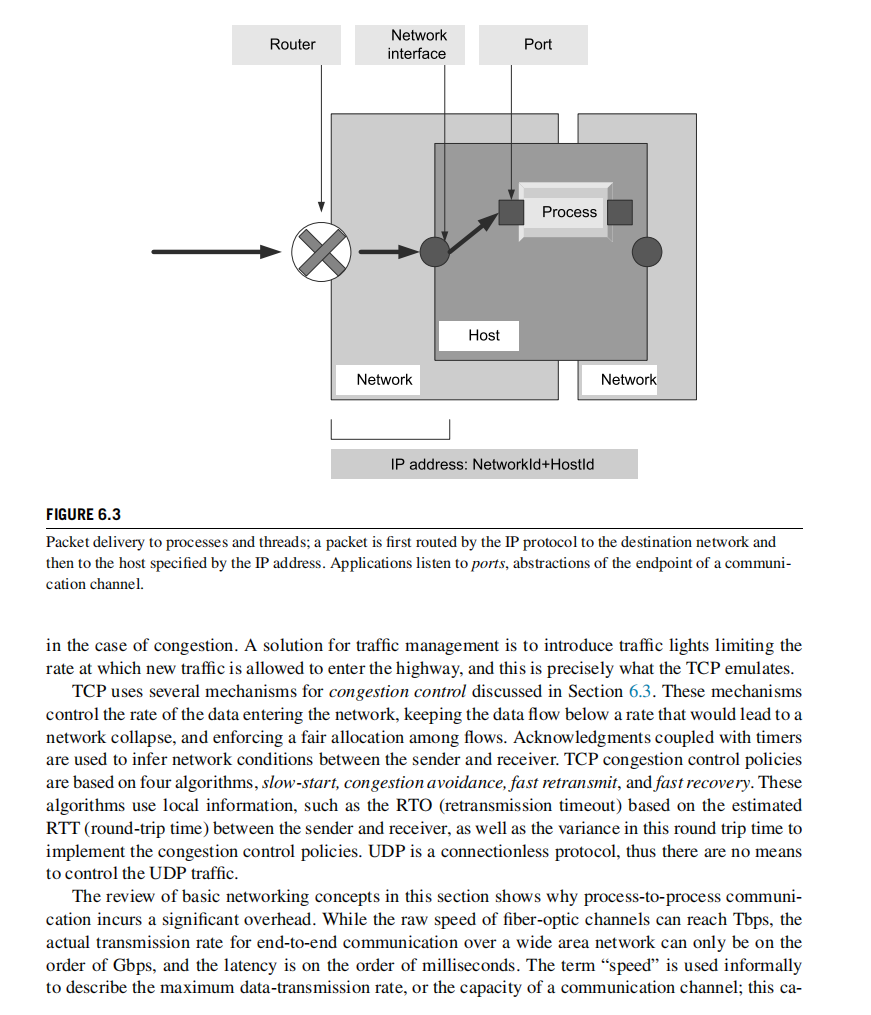 Router
Network
interface
Port
Process
Host
Network
Network
IP address: NetworkId+HostId
FIGURE 6.3
Packet delivery to processes and threads; a packet is first routed by the IP protocol to the destination network and
then to the host specified by the IP address. Applications listen to ports, abstractions of the endpoint of a communi-
cation channel.
in the case of congestion. A solution for traffic management is to introduce traffic lights limiting the
rate at which new traffic is allowed to enter the highway, and this is precisely what the TCP emulates.
TCP uses several mechanisms for congestion control discussed in Section 6.3. These mechanisms
control the rate of the data entering the network, keeping the data flow below a rate that would lead to a
network collapse, and enforcing a fair allocation among flows. Acknowledgments coupled with timers
are used to infer network conditions between the sender and receiver. TCP congestion control policies
are based on four algorithms, slow-start, congestion avoidance, fast retransmit, and fast recovery. These
algorithms use local information, such as the RTO (retransmission timeout) based on the estimated
RTT (round-trip time) between the sender and receiver, as well as the variance in this round trip time to
implement the congestion control policies. UDP is a connectionless protocol, thus there are no means
to control the UDP traffic.
The review of basic networking concepts in this section shows why process-to-process communi-
cation incurs a significant overhead. While the raw speed of fiber-optic channels can reach Tbps, the
actual transmission rate for end-to-end communication over a wide area network can only be on the
order of Gbps, and the latency is on the order of milliseconds. The term “speed” is used informally
to describe the maximum data-transmission rate, or the capacity of a communication channel; this ca-